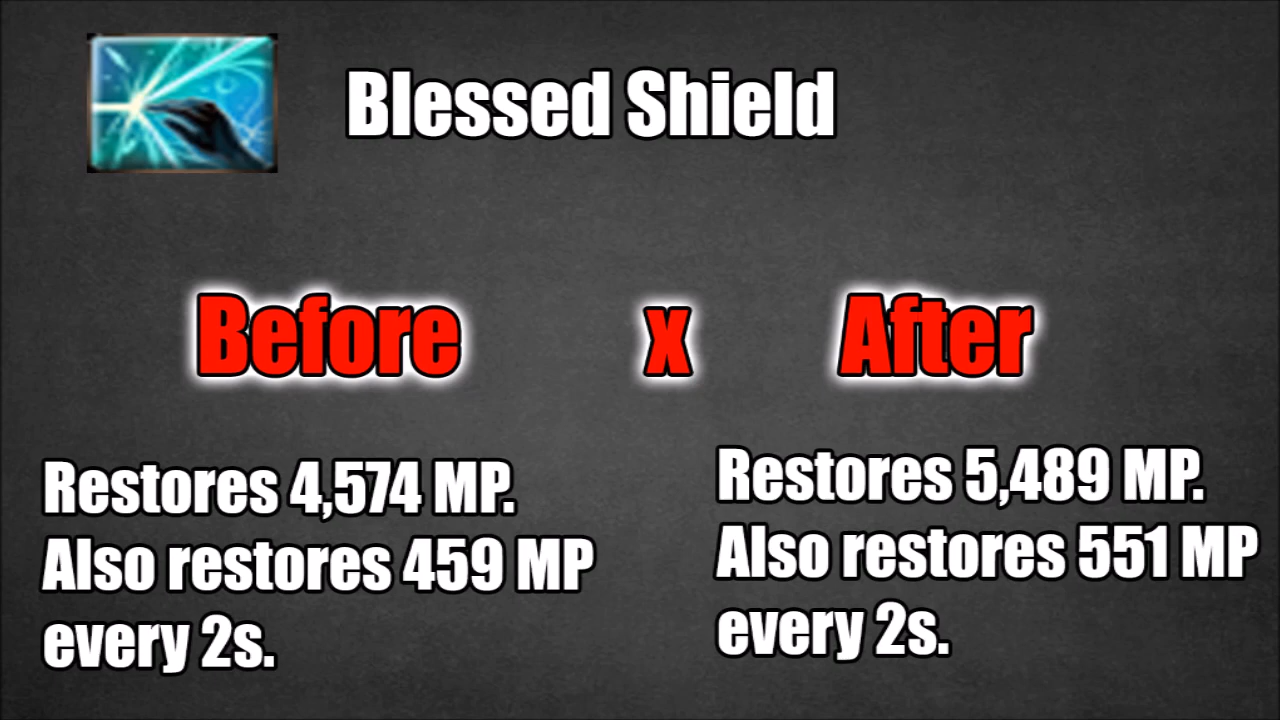 Blessed Shield
Before x After
Restores 4,574 MP.
Also restores 459 MP
every 2s.
Restores 5,489 MP.
Also restores 551 MP
every 2s.